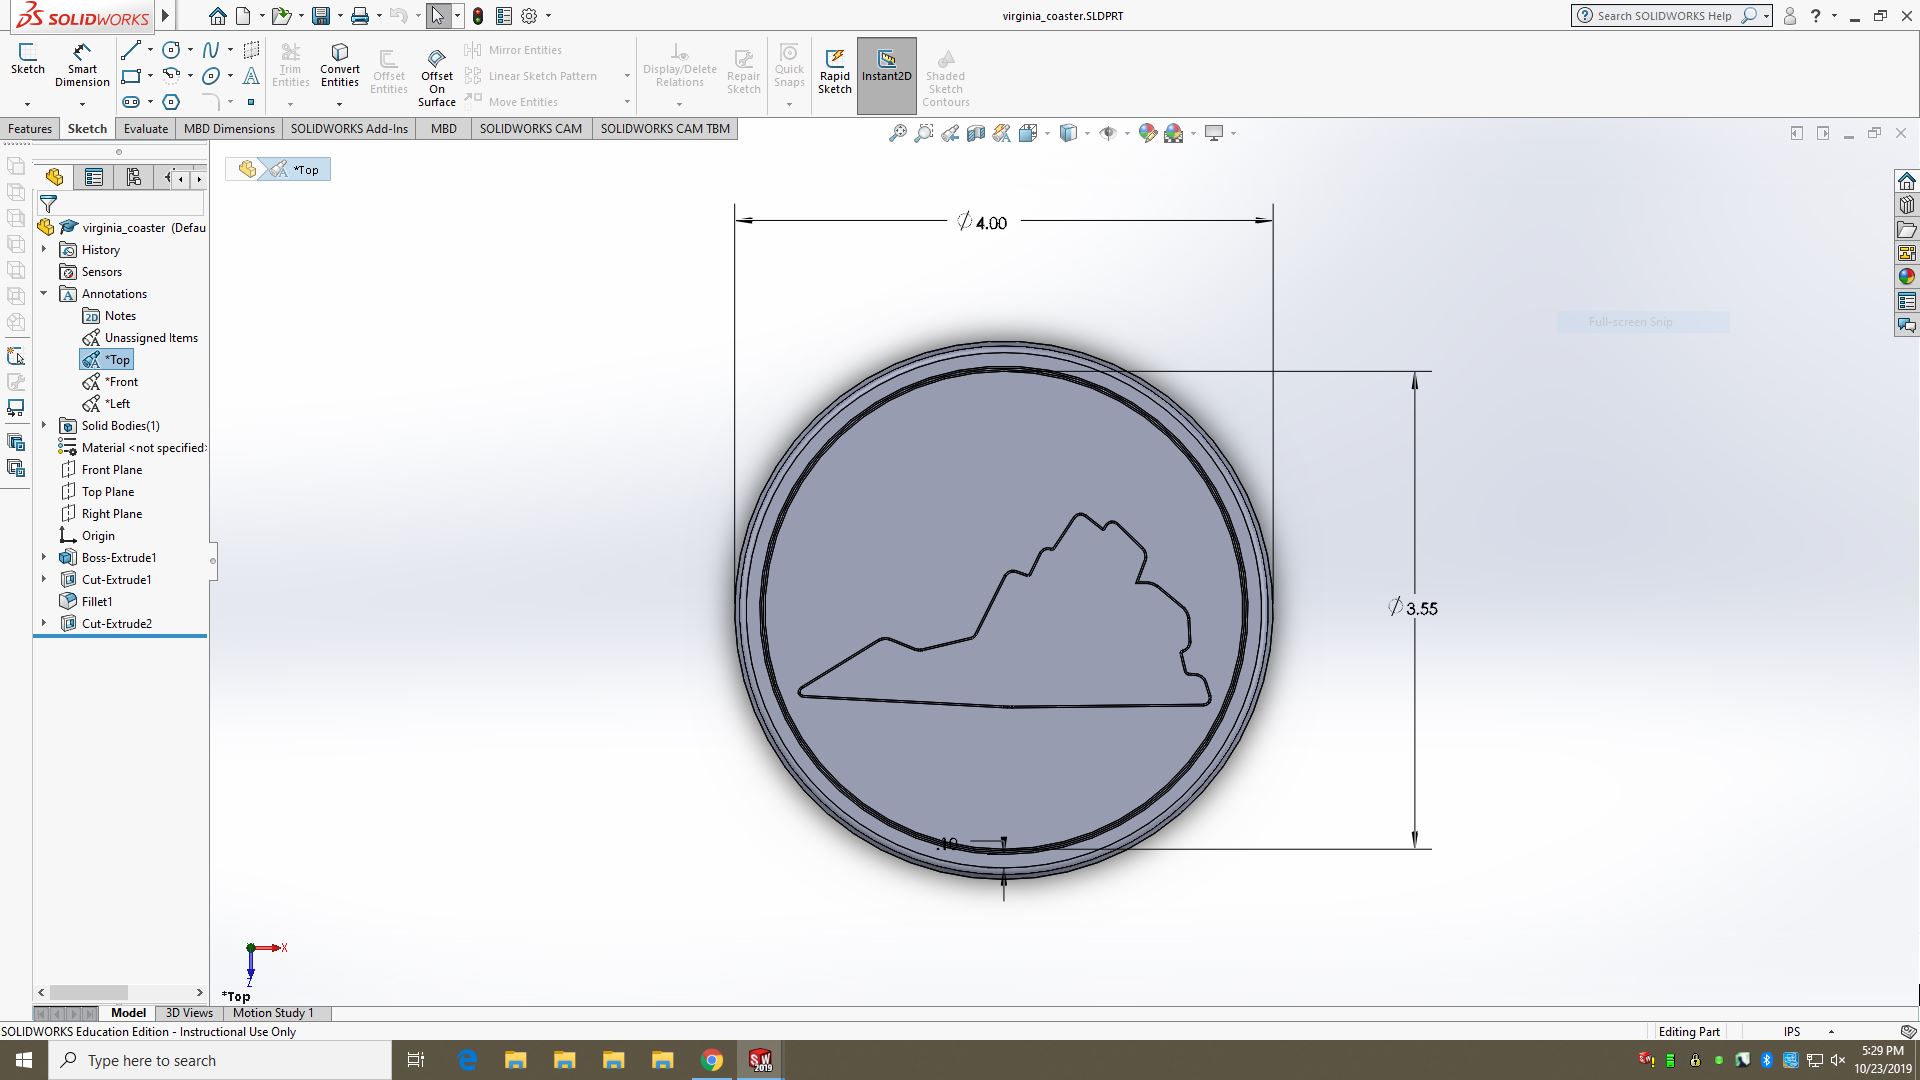 SOLIDWORKS
virginia_coaster.SLDPRT
Search SOLIDWORKS Help
Sketch
Smart Dimension
Trim Entities
Convert Entities
Offset Entities
Offset On Surface
Mirror Entities
Linear Sketch Pattern
Move Entities
Display/Delete Relations
Repair Sketch
Quick Snaps
Rapid Sketch
Instant2D
Shaded Sketch Contours
Features
Sketch
Evaluate
MBD Dimensions
SOLIDWORKS Add-Ins
MBD
SOLIDWORKS CAM
SOLIDWORKS CAM TBM
*Top
virginia_coaster (Defau
History
Sensors
Annotations
Notes
Unassigned Items
*Top
*Front
*Left
Solid Bodies(1)
Material <not specified>
Front Plane
Top Plane
Right Plane
Origin
Boss-Extrude1
Cut-Extrude1
Fillet1
Cut-Extrude2
∅4.00
Full-screen Snip
∅3.55
.10
X
Z
*Top
Model
3D Views
Motion Study 1
SOLIDWORKS Education Edition - Instructional Use Only
Editing Part
IPS
Type here to search
SW 2019
5:29 PM
10/23/2019